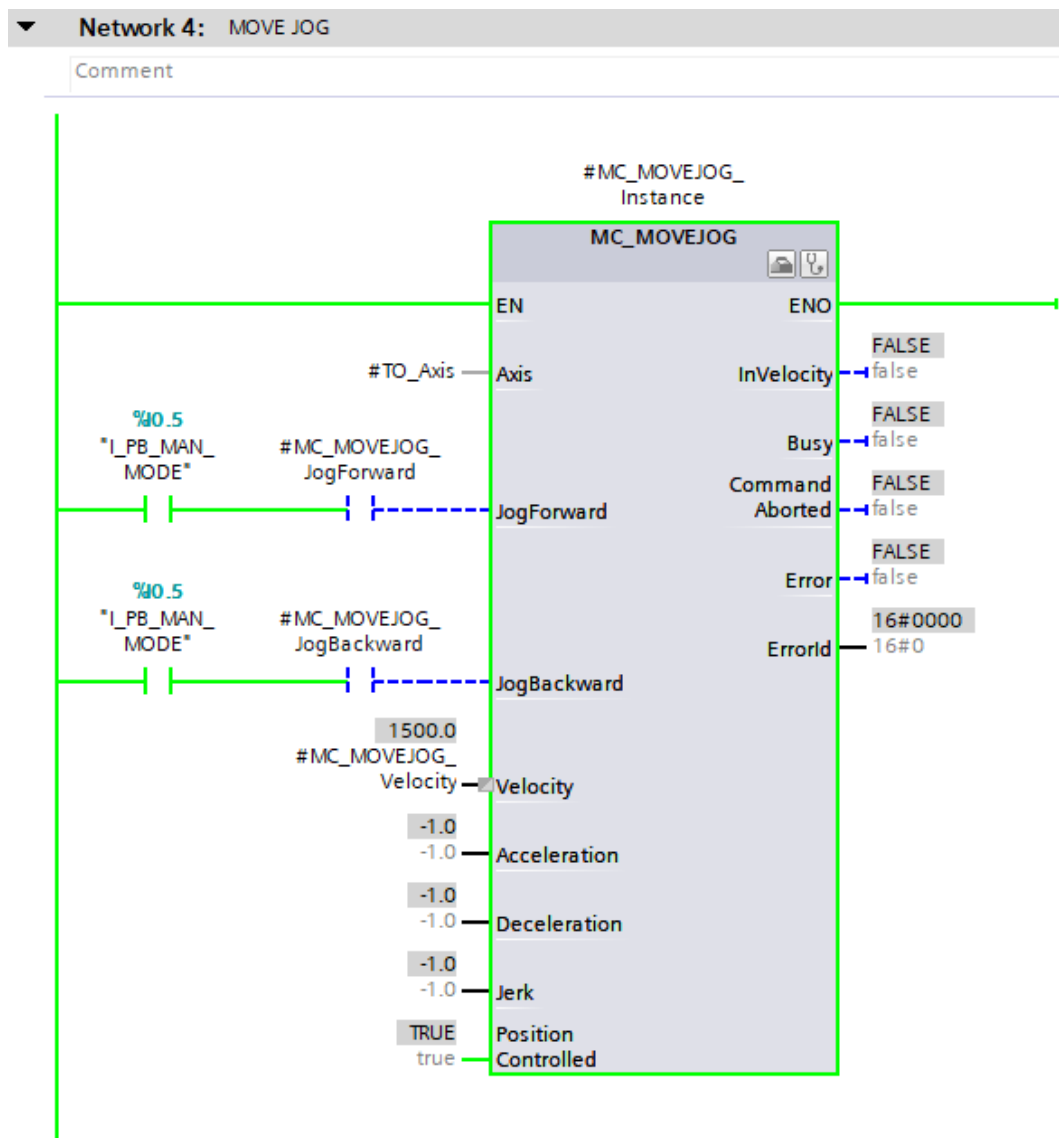 Network 4: MOVE JOG
Comment
#MC_MOVEJOG_
Instance
MC_MOVEJOG
EN
ENO
#TO_Axis
Axis
InVelocity
FALSE
false
Busy
FALSE
false
Command
Aborted
FALSE
false
Error
FALSE
false
ErrorId
16#0000
16#0
%I0.5
"I_PB_MAN_
MODE"
#MC_MOVEJOG_
JogForward
JogForward
%I0.5
"I_PB_MAN_
MODE"
#MC_MOVEJOG_
JogBackward
JogBackward
1500.0
#MC_MOVEJOG_
Velocity
Velocity
-1.0
-1.0
Acceleration
-1.0
-1.0
Deceleration
-1.0
-1.0
Jerk
TRUE
true
Position
Controlled